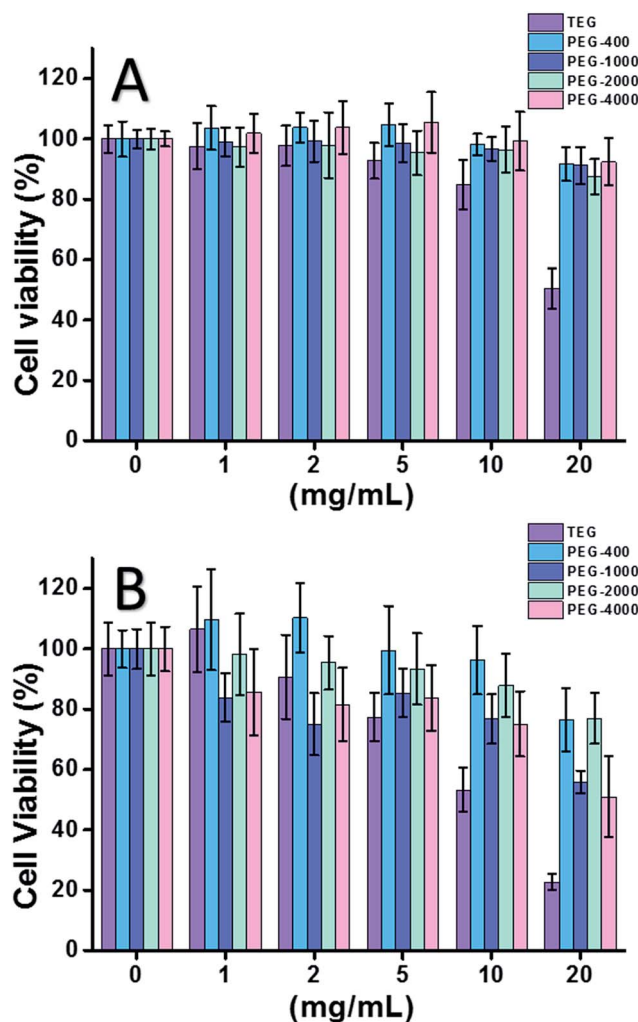 A
TEG
PEG-400
PEG-1000
PEG-2000
PEG-4000
Cell viability (%)
120
100
80
60
40
20
0
0 1 2 5 10 20
(mg/mL)
B
TEG
PEG-400
PEG-1000
PEG-2000
PEG-4000
Cell Viability (%)
120
100
80
60
40
20
0
0 1 2 5 10 20
(mg/mL)